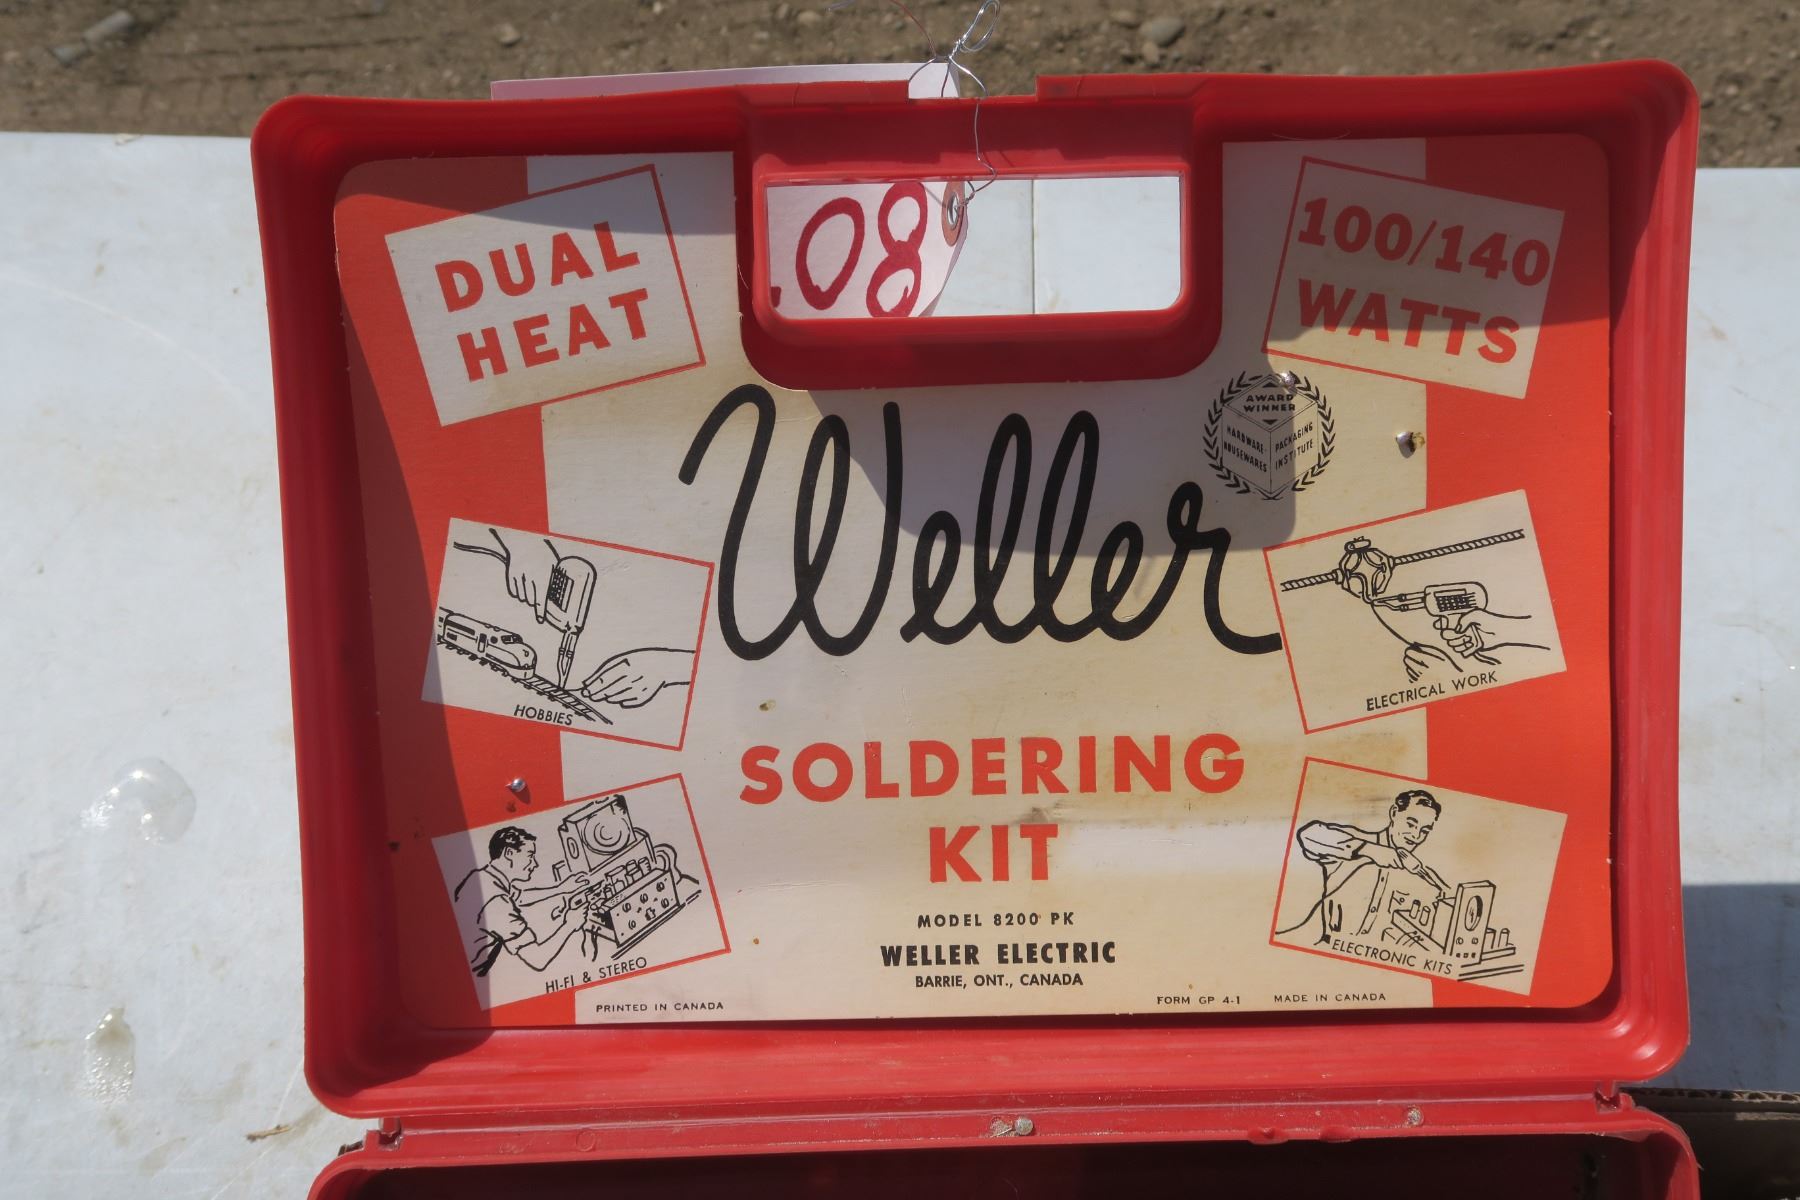 .08
DUAL
HEAT
100/140
WATTS
Weller
AWARD
WINNER
HARDWARE-
HOUSEWARES
PACKAGING
INSTITUTE
HOBBIES
ELECTRICAL WORK
SOLDERING
KIT
HI-FI & STEREO
ELECTRONIC KITS
MODEL 8200 PK
WELLER ELECTRIC
BARRIE, ONT., CANADA
PRINTED IN CANADA
FORM GP 4-1
MADE IN CANADA